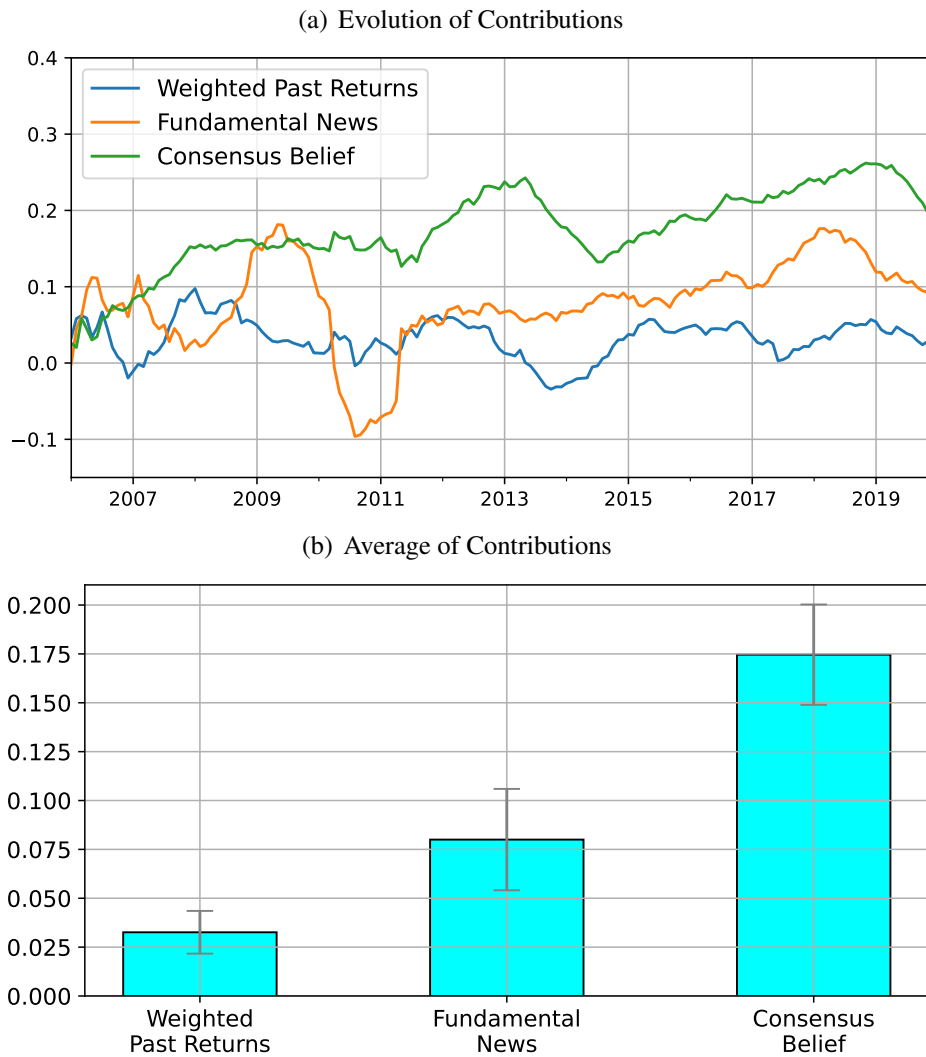 (a) Evolution of Contributions
0.4
0.3
0.2
0.1
0.0
−0.1
Weighted Past Returns
Fundamental News
Consensus Belief
2007 2009 2011 2013 2015 2017 2019
(b) Average of Contributions
0.200
0.175
0.150
0.125
0.100
0.075
0.050
0.025
0.000
Weighted
Past Returns
Fundamental
News
Consensus
Belief